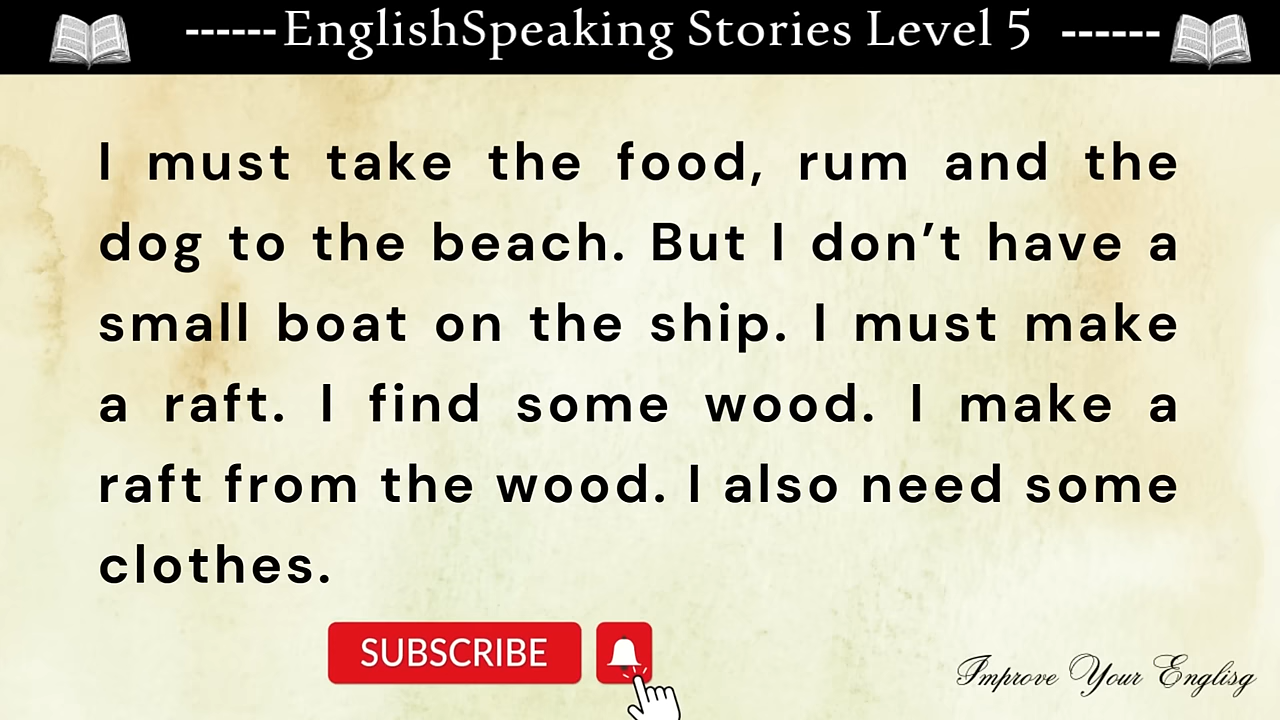 ------EnglishSpeaking Stories Level 5 ------
I must take the food, rum and the
dog to the beach. But I don’t have a
small boat on the ship. I must make
a raft. I find some wood. I make a
raft from the wood. I also need some
clothes.
SUBSCRIBE
Improve Your Englisg